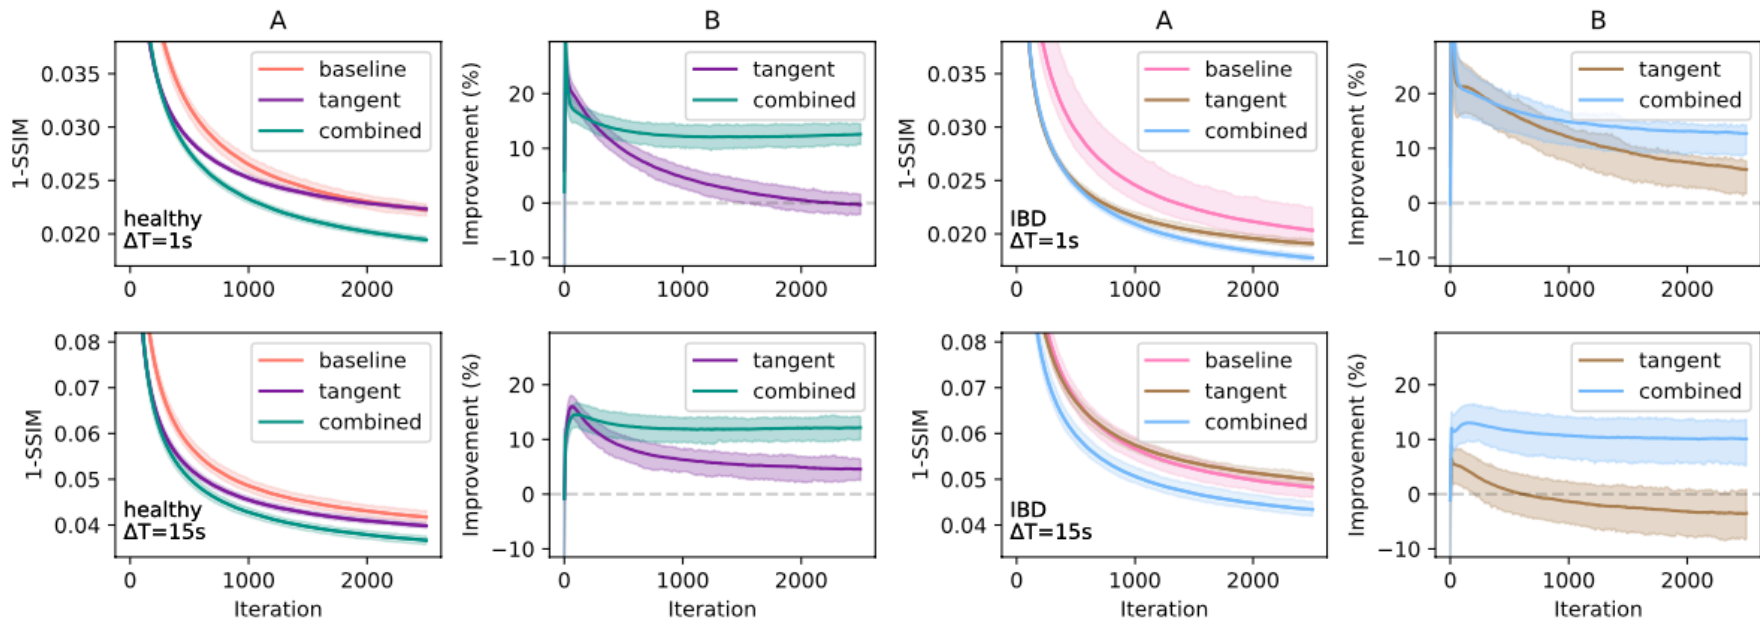 A
B
A
B
1-SSIM
0.035
0.030
0.025
0.020
baseline
tangent
combined
healthy
ΔT=1s
0
1000
2000
Improvement (%)
20
10
0
−10
tangent
combined
0
1000
2000
1-SSIM
0.035
0.030
0.025
0.020
baseline
tangent
combined
IBD
ΔT=1s
0
1000
2000
Improvement (%)
20
10
0
−10
tangent
combined
0
1000
2000
1-SSIM
0.08
0.07
0.06
0.05
0.04
baseline
tangent
combined
healthy
ΔT=15s
0
1000
2000
Iteration
Improvement (%)
20
10
0
−10
tangent
combined
0
1000
2000
Iteration
1-SSIM
0.08
0.07
0.06
0.05
0.04
baseline
tangent
combined
IBD
ΔT=15s
0
1000
2000
Iteration
Improvement (%)
20
10
0
−10
tangent
combined
0
1000
2000
Iteration